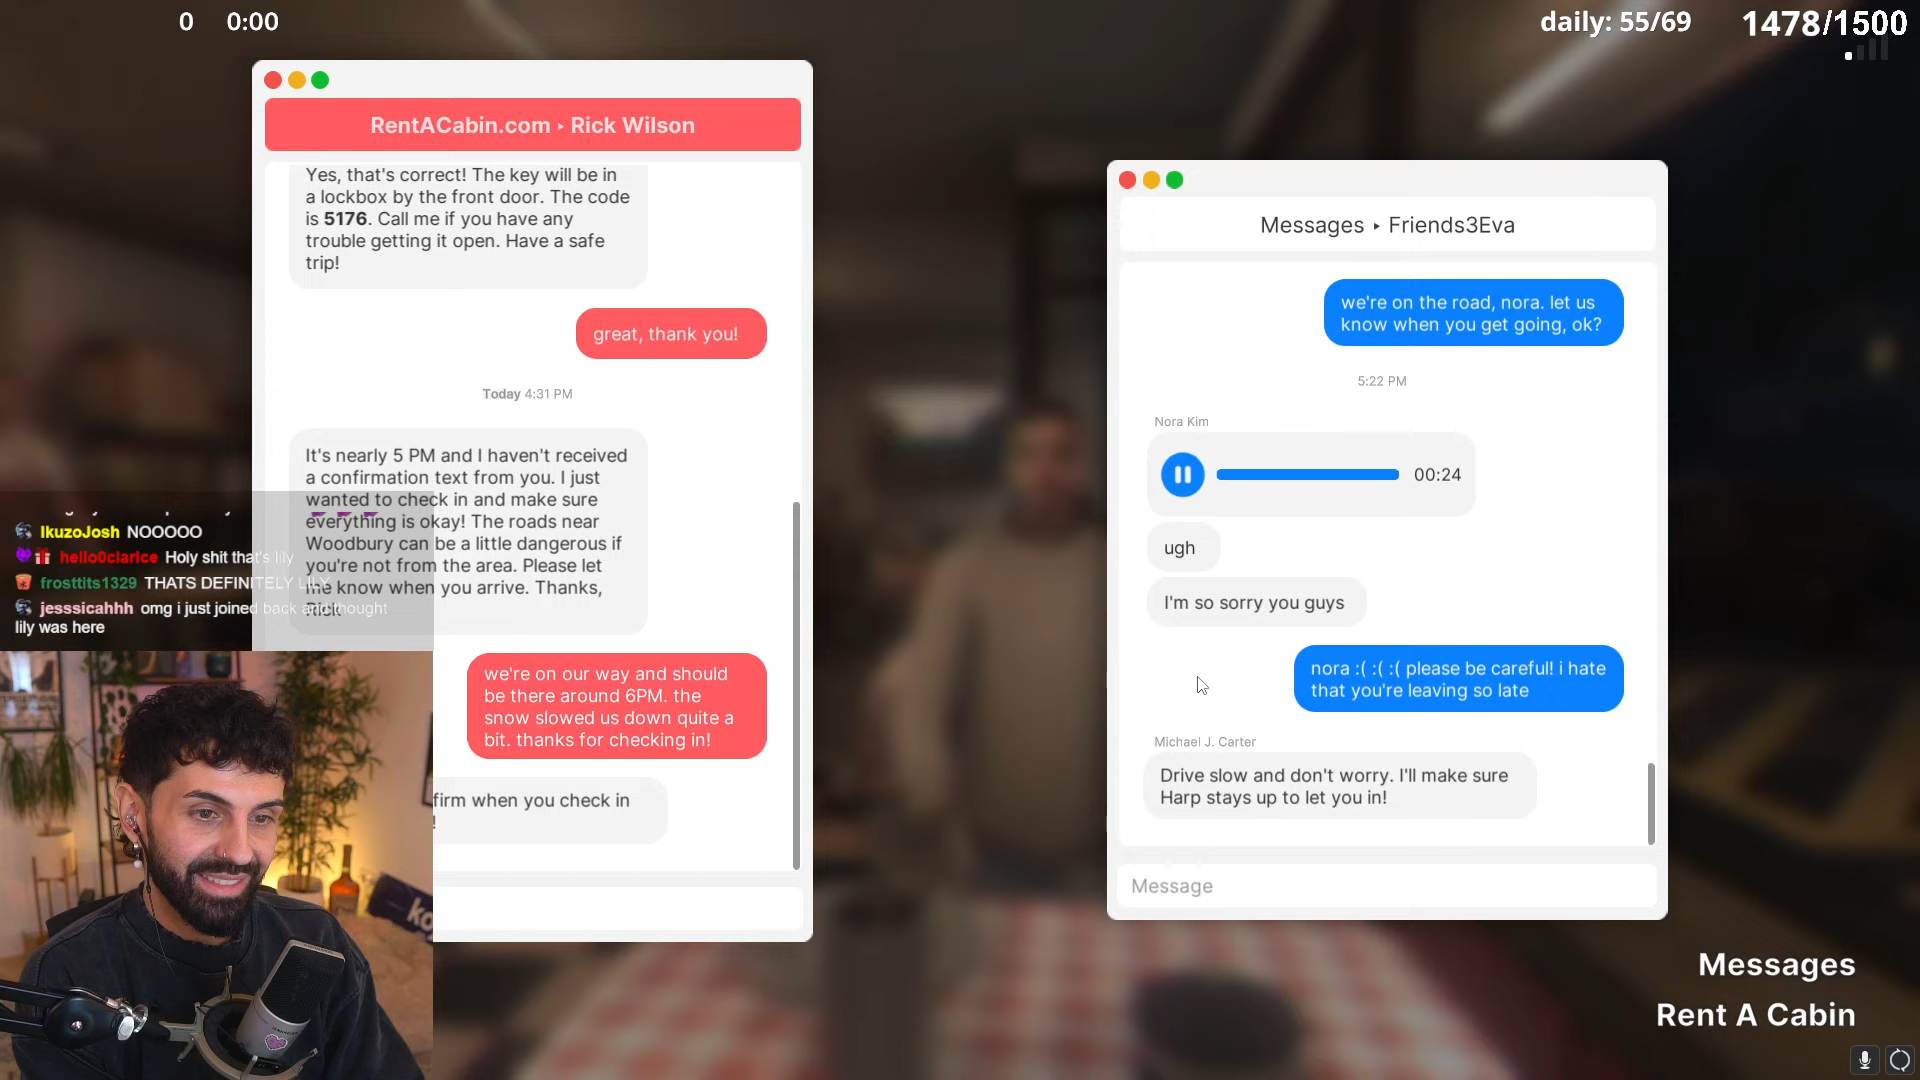 0 0:00
daily: 55/69 1478/1500
RentACabin.com ‣ Rick Wilson
Yes, that's correct! The key will be in
a lockbox by the front door. The code
is 5176. Call me if you have any
trouble getting it open. Have a safe
trip!
great, thank you!
Today 4:31 PM
It's nearly 5 PM and I haven't received
a confirmation text from you. I just
wanted to check in and make sure
everything is okay! The roads near
Woodbury can be a little dangerous if
you're not from the area. Please let
me know when you arrive. Thanks,
Rick
we're on our way and should
be there around 6PM. the
snow slowed us down quite a
bit. thanks for checking in!
firm when you check in
!
IkuzoJosh NOOOOO
hello0clarice Holy shit that's lily
frosttits1329 THATS DEFINITELY LILY
jesssicahhh omg i just joined back and thought
lily was here
Messages ‣ Friends3Eva
we're on the road, nora. let us
know when you get going, ok?
5:22 PM
Nora Kim
00:24
ugh
I'm so sorry you guys
nora :( :( :( please be careful! i hate
that you're leaving so late
Michael J. Carter
Drive slow and don't worry. I'll make sure
Harp stays up to let you in!
Message
Messages
Rent A Cabin